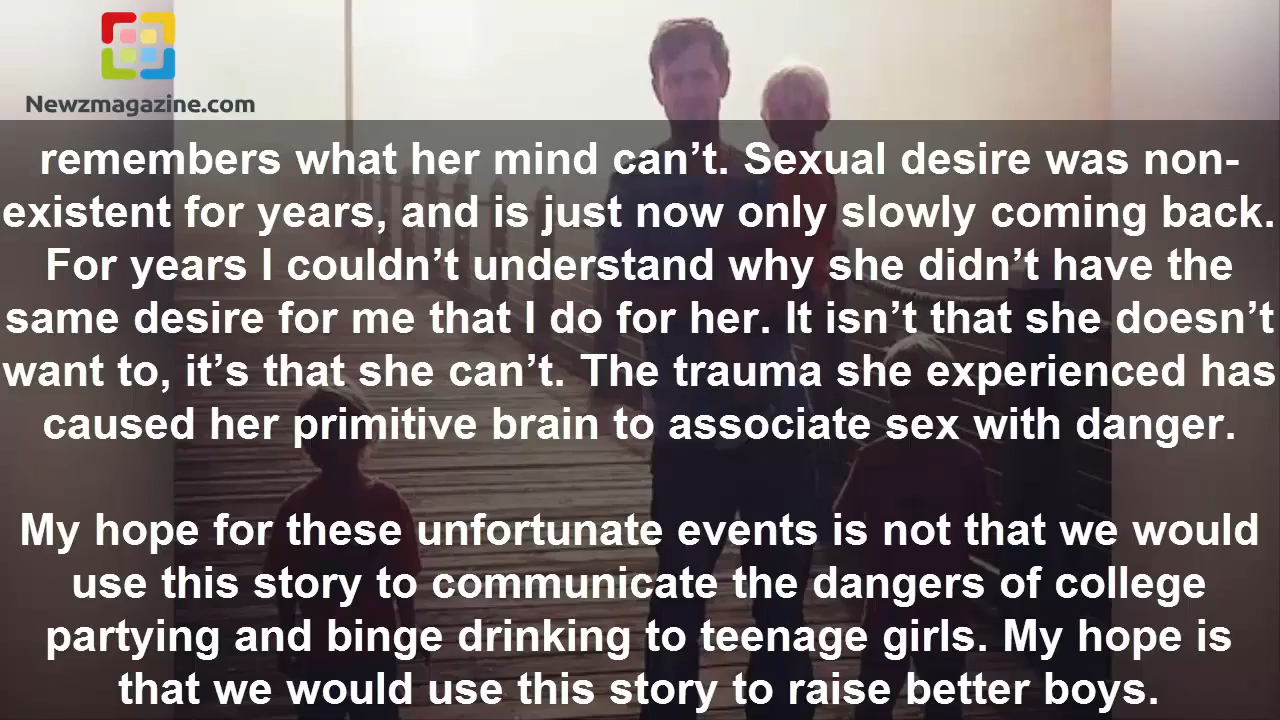 Newzmagazine.com
remembers what her mind can’t. Sexual desire was non-
existent for years, and is just now only slowly coming back.
For years I couldn’t understand why she didn’t have the
same desire for me that I do for her. It isn’t that she doesn’t
want to, it’s that she can’t. The trauma she experienced has
caused her primitive brain to associate sex with danger.
My hope for these unfortunate events is not that we would
use this story to communicate the dangers of college
partying and binge drinking to teenage girls. My hope is
that we would use this story to raise better boys.